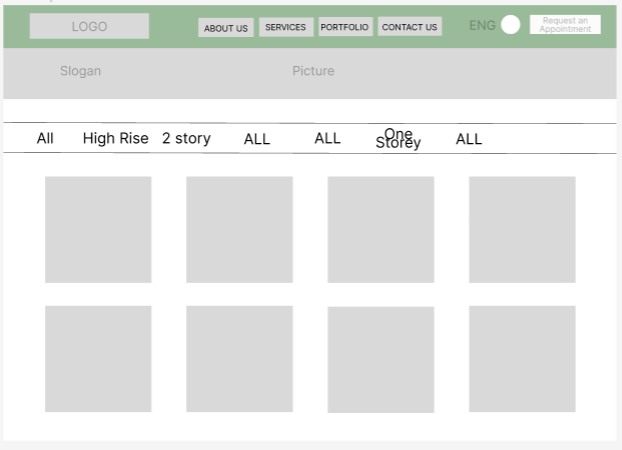 LOGO
ABOUT US
SERVICES
PORTFOLIO
CONTACT US
ENG
Request an
Appointment
Slogan
Picture
All
High Rise
2 story
ALL
ALL
One
Storey
ALL